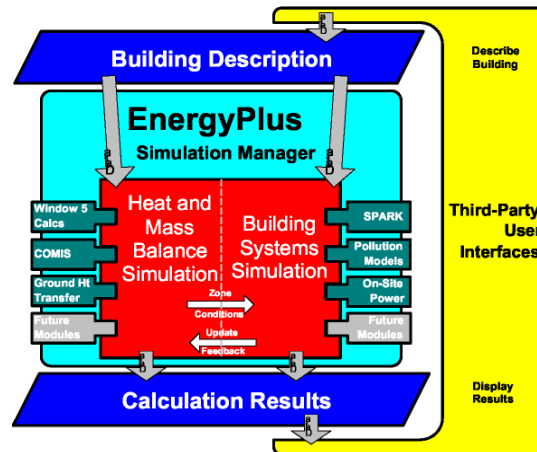 Building Description
Describe
Building
EnergyPlus
Simulation Manager
Window 5
Calcs
COMIS
Ground Ht
Transfer
Future
Modules
Heat and
Mass
Balance
Simulation
Building
Systems
Simulation
Zone
Conditions
Update
Feedback
SPARK
Pollution
Models
On-Site
Power
Future
Modules
Third-Party
User
Interfaces
Calculation Results
Display
Results